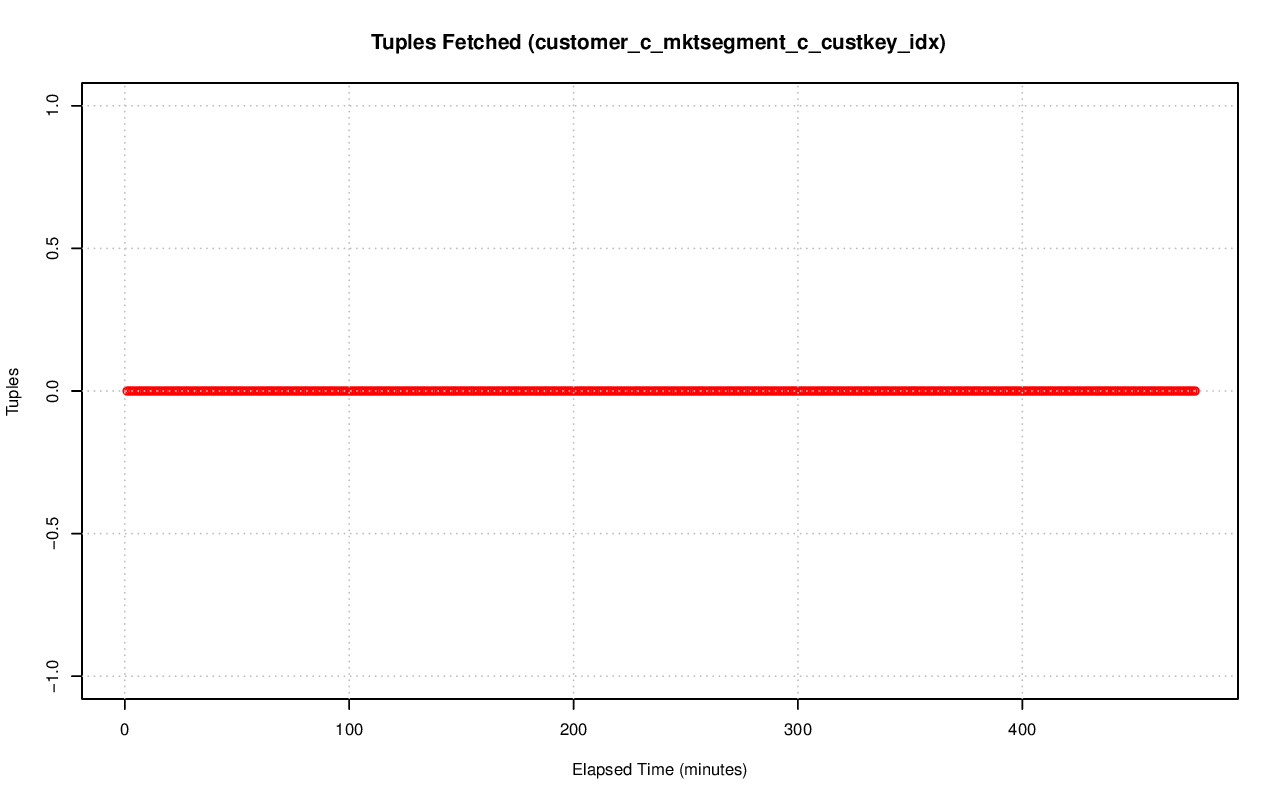 Tuples Fetched (customer_c_mktsegment_c_custkey_idx)
1.0
0.5
0.0
−0.5
−1.0
Tuples
0 100 200 300 400
Elapsed Time (minutes)